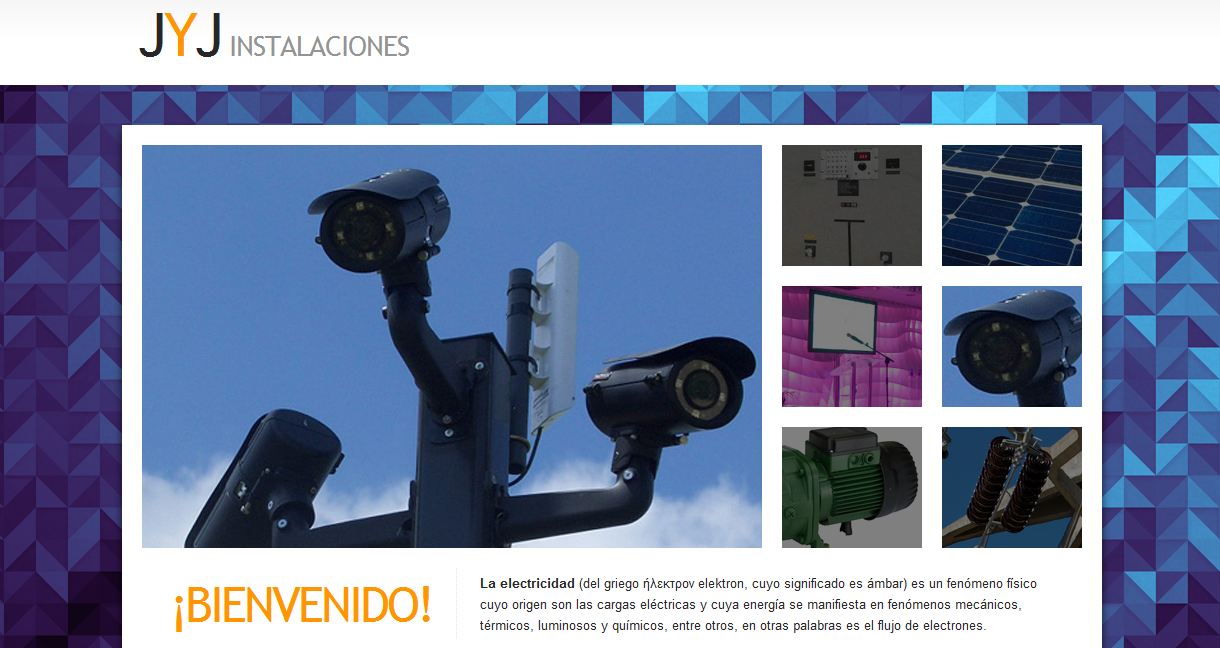 JYJ INSTALACIONES
¡BIENVENIDO!
La electricidad (del griego ήλεκτρον elektron, cuyo significado es ámbar) es un fenómeno físico
cuyo origen son las cargas eléctricas y cuya energía se manifiesta en fenómenos mecánicos,
térmicos, luminosos y químicos, entre otros, en otras palabras es el flujo de electrones.